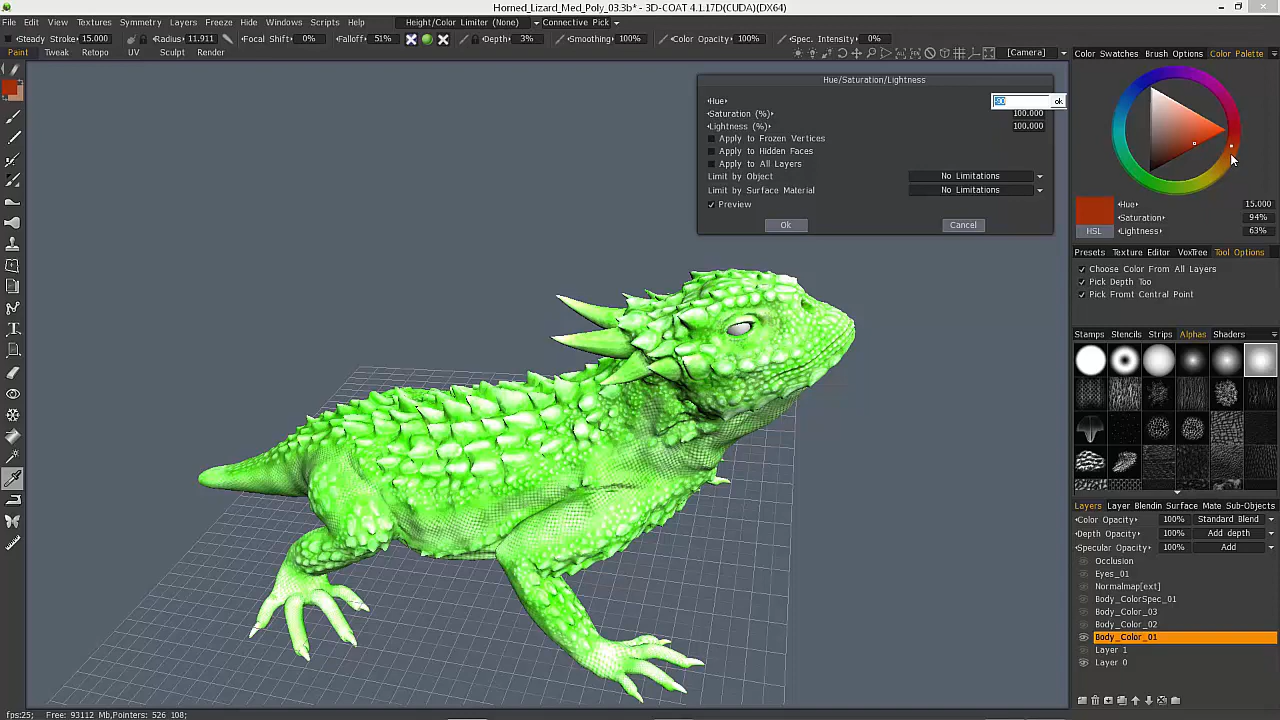 Horned_Lizard_Med_Poly_03.3b* - 3D-COAT 4.1.17D(CUDA)(DX64)
File Edit View Textures Symmetry Layers Freeze Hide Windows Scripts Help Height/Color Limiter (None) Connective Pick
Steady Stroke 15.000 Radius 11.911 Focal Shift 0% Falloff 51% Depth 3% Smoothing 100% Color Opacity 100% Spec. Intensity 0%
Paint Tweak Retopo UV Sculpt Render [Camera] Color Swatches Brush Options Color Palette
Hue/Saturation/Lightness
Hue ok
Saturation (%) 100.000
Lightness (%) 100.000
Apply to Frozen Vertices
Apply to Hidden Faces
Apply to All Layers
Limit by Object No Limitations
Limit by Surface Material No Limitations
Preview
Ok Cancel
Hue 15.000
Saturation 94%
HSL Lightness 63%
Presets Texture Editor VoxTree Tool Options
Choose Color From All Layers
Pick Depth Too
Pick Fromt Central Point
Stamps Stencils Strips Alphas Shaders
Layers Layer Blendin Surface Mate Sub-Objects
Color Opacity 100% Standard Blend
Depth Opacity 100% Add depth
Specular Opacity 100% Add
Occlusion
Eyes_01
Normalmap[ext]
Body_ColorSpec_01
Body_Color_03
Body_Color_02
Body_Color_01
Layer 1
Layer 0
fps:25; Free: 93112 Mb,Pointers: 526 108;